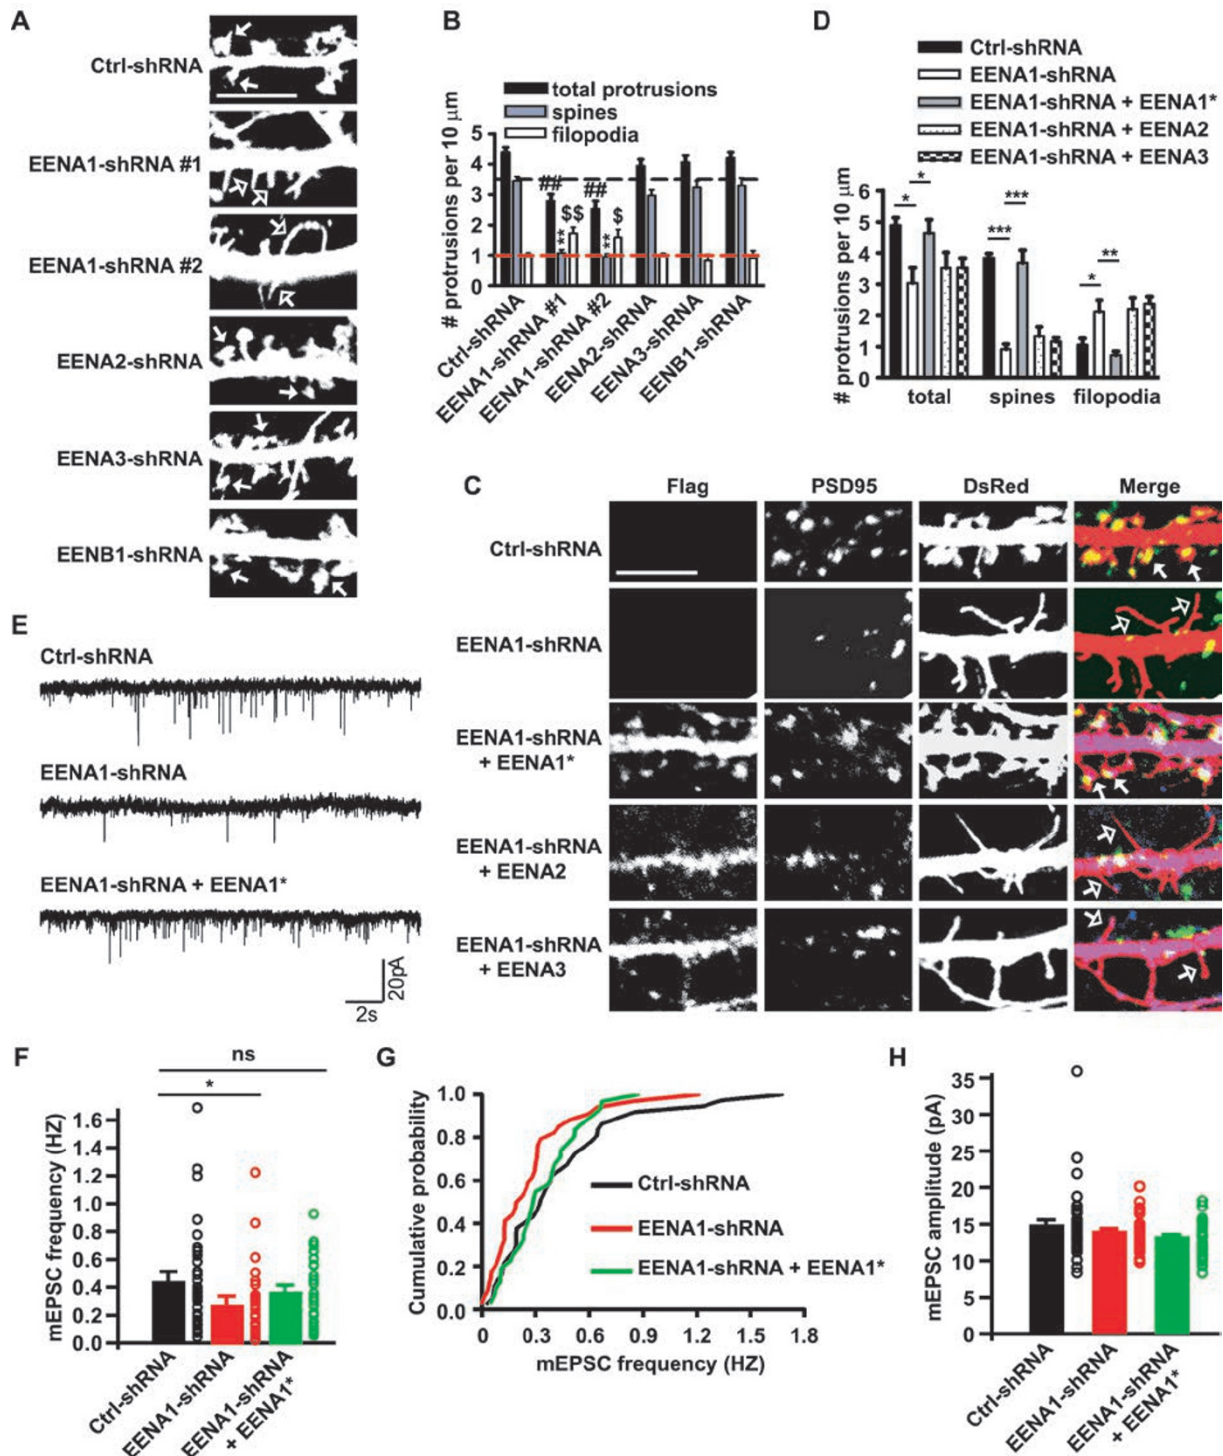 A
Ctrl-shRNA
EENA1-shRNA #1
EENA1-shRNA #2
EENA2-shRNA
EENA3-shRNA
EENB1-shRNA
B
total protrusions
spines
filopodia
# protrusions per 10 μm
5
4
3
2
1
0
##
**
$$
##
**
$
Ctrl-shRNA
EENA1-shRNA #1
EENA1-shRNA #2
EENA2-shRNA
EENA3-shRNA
EENB1-shRNA
D
Ctrl-shRNA
EENA1-shRNA
EENA1-shRNA + EENA1*
EENA1-shRNA + EENA2
EENA1-shRNA + EENA3
# protrusions per 10 μm
6
5
4
3
2
1
0
* *
*** ***
* **
total spines filopodia
C
Flag PSD95 DsRed Merge
Ctrl-shRNA
EENA1-shRNA
EENA1-shRNA
+ EENA1*
EENA1-shRNA
+ EENA2
EENA1-shRNA
+ EENA3
E
Ctrl-shRNA
EENA1-shRNA
EENA1-shRNA + EENA1*
20pA
2s
F
ns
*
mEPSC frequency (HZ)
1.6
1.4
1.2
1.0
0.8
0.6
0.4
0.2
0.0
Ctrl-shRNA
EENA1-shRNA
EENA1-shRNA
+ EENA1*
G
Cumulative probability
1.0
0.8
0.6
0.4
0.2
0.0
Ctrl-shRNA
EENA1-shRNA
EENA1-shRNA + EENA1*
0 0.3 0.6 0.9 1.2 1.5 1.8
mEPSC frequency (HZ)
H
mEPSC amplitude (pA)
35
30
25
20
15
10
5
0
Ctrl-shRNA
EENA1-shRNA
EENA1-shRNA
+ EENA1*